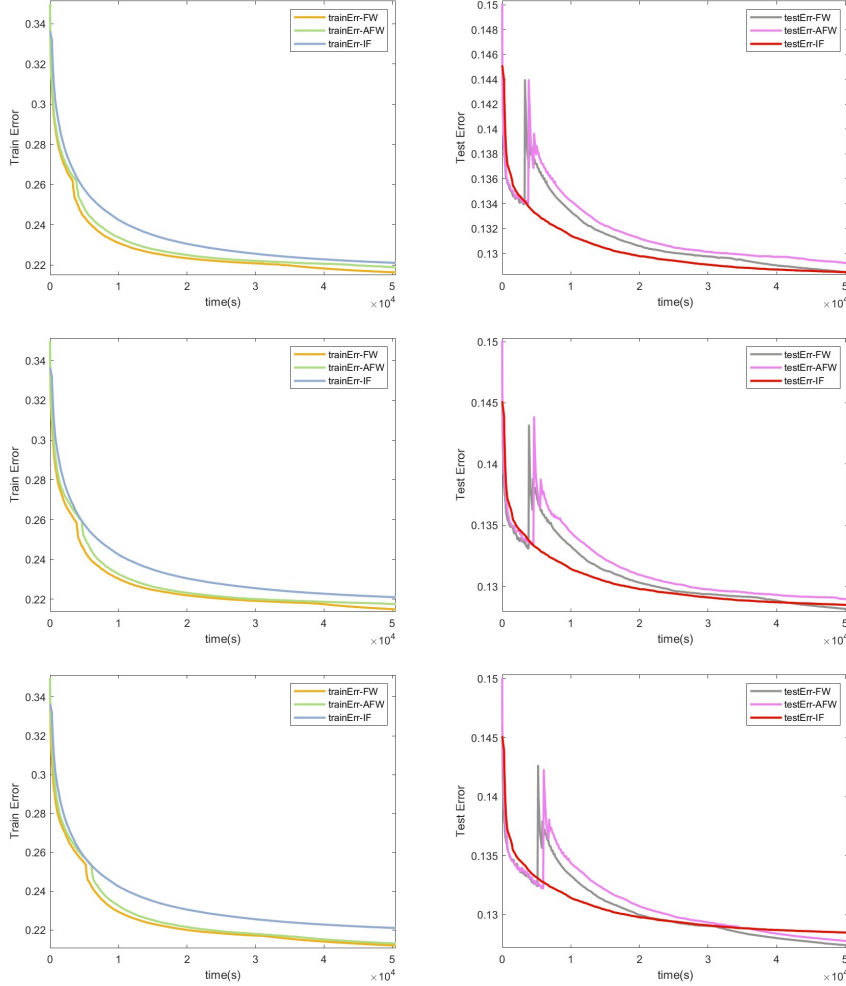 0.34
0.32
0.3
0.28
0.26
0.24
0.22
Train Error
trainErr-FW
trainErr-AFW
trainErr-IF
0 1 2 3 4 5
time(s)
×10^4
0.15
0.148
0.146
0.144
0.142
0.14
0.138
0.136
0.134
0.132
0.13
Test Error
testErr-FW
testErr-AFW
testErr-IF
0 1 2 3 4 5
time(s)
×10^4
0.34
0.32
0.3
0.28
0.26
0.24
0.22
Train Error
trainErr-FW
trainErr-AFW
trainErr-IF
0 1 2 3 4 5
time(s)
×10^4
0.15
0.145
0.14
0.135
0.13
Test Error
testErr-FW
testErr-AFW
testErr-IF
0 1 2 3 4 5
time(s)
×10^4
0.34
0.32
0.3
0.28
0.26
0.24
0.22
Train Error
trainErr-FW
trainErr-AFW
trainErr-IF
0 1 2 3 4 5
time(s)
×10^4
0.15
0.145
0.14
0.135
0.13
Test Error
testErr-FW
testErr-AFW
testErr-IF
0 1 2 3 4 5
time(s)
×10^4